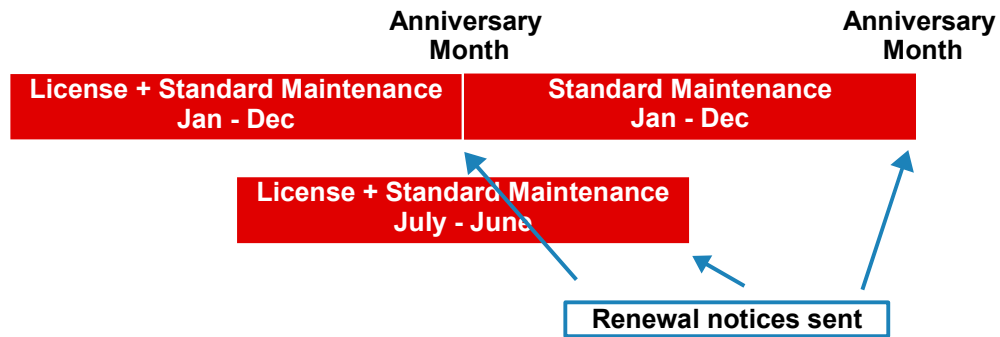 Anniversary
Month
Anniversary
Month
License + Standard Maintenance
Jan - Dec
Standard Maintenance
Jan - Dec
License + Standard Maintenance
July - June
Renewal notices sent